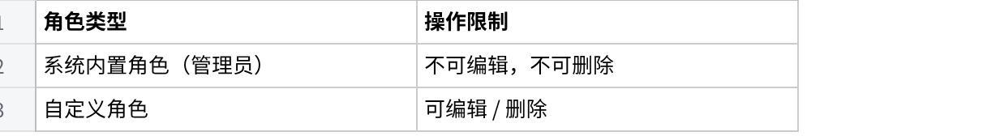 1 角色类型 操作限制
2 系统内置角色（管理员） 不可编辑，不可删除
3 自定义角色 可编辑 / 删除